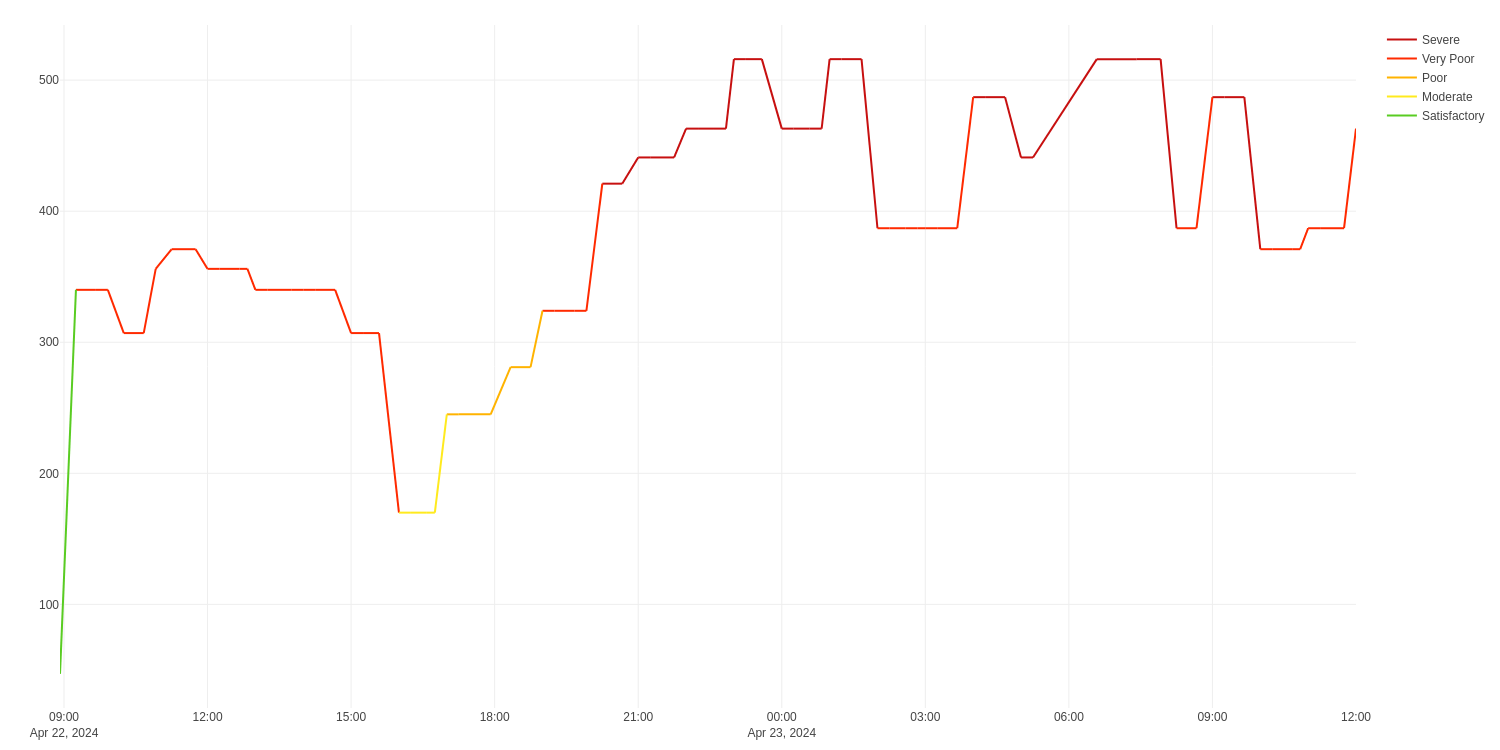 500
400
300
200
100
09:00
Apr 22, 2024
12:00
15:00
18:00
21:00
00:00
Apr 23, 2024
03:00
06:00
09:00
12:00
Severe
Very Poor
Poor
Moderate
Satisfactory